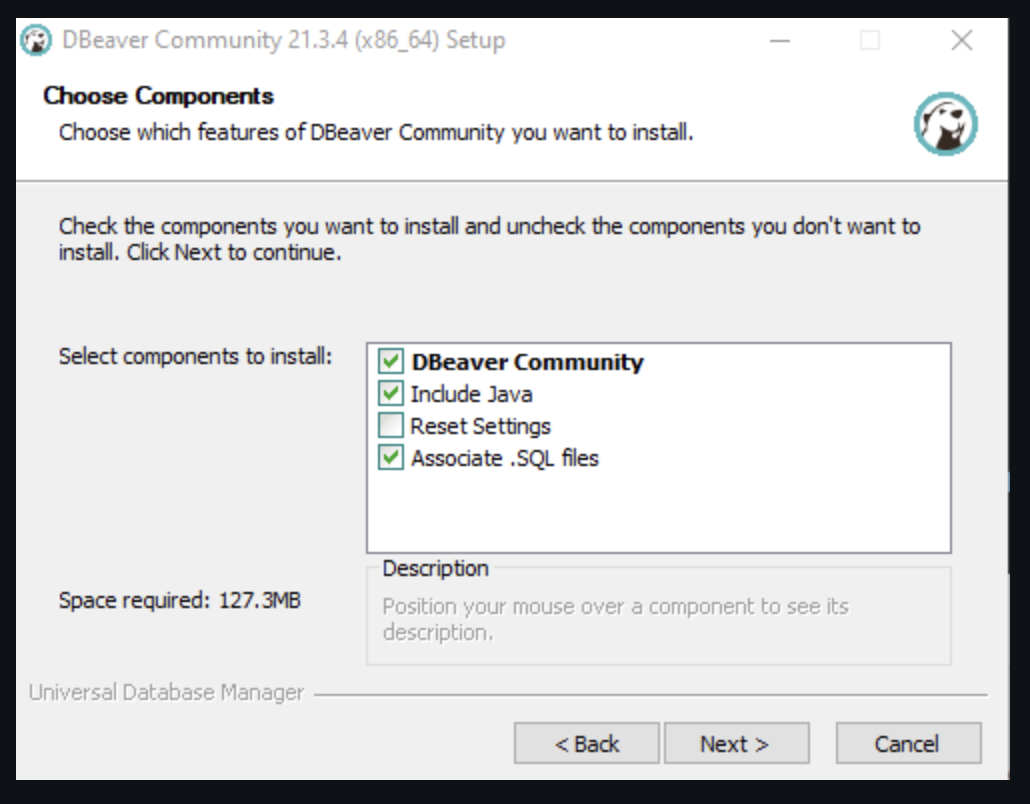 DBeaver Community 21.3.4 (x86_64) Setup
Choose Components
Choose which features of DBeaver Community you want to install.
Check the components you want to install and uncheck the components you don't want to
install. Click Next to continue.
Select components to install:
DBeaver Community
Include Java
Reset Settings
Associate .SQL files
Space required: 127.3MB
Description
Position your mouse over a component to see its
description.
Universal Database Manager
< Back
Next >
Cancel